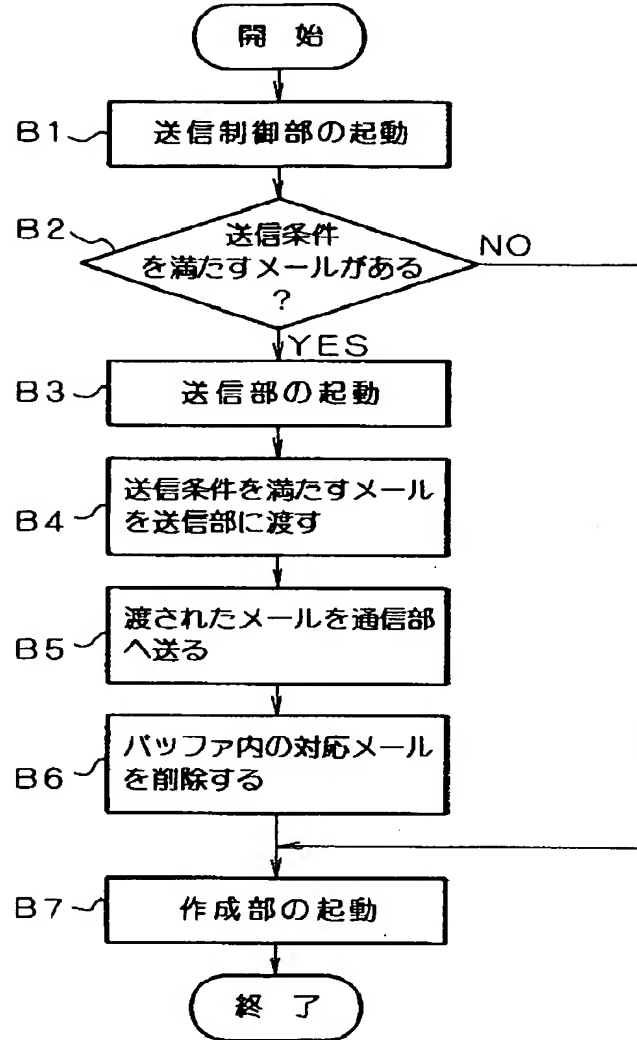 開始
B1
送信制御部の起動
B2
送信条件
を満たすメールがある
?
NO
YES
B3
送信部の起動
B4
送信条件を満たすメール
を送信部に渡す
B5
渡されたメールを通信部
へ送る
B6
バッファ内の対応メール
を削除する
B7
作成部の起動
終了